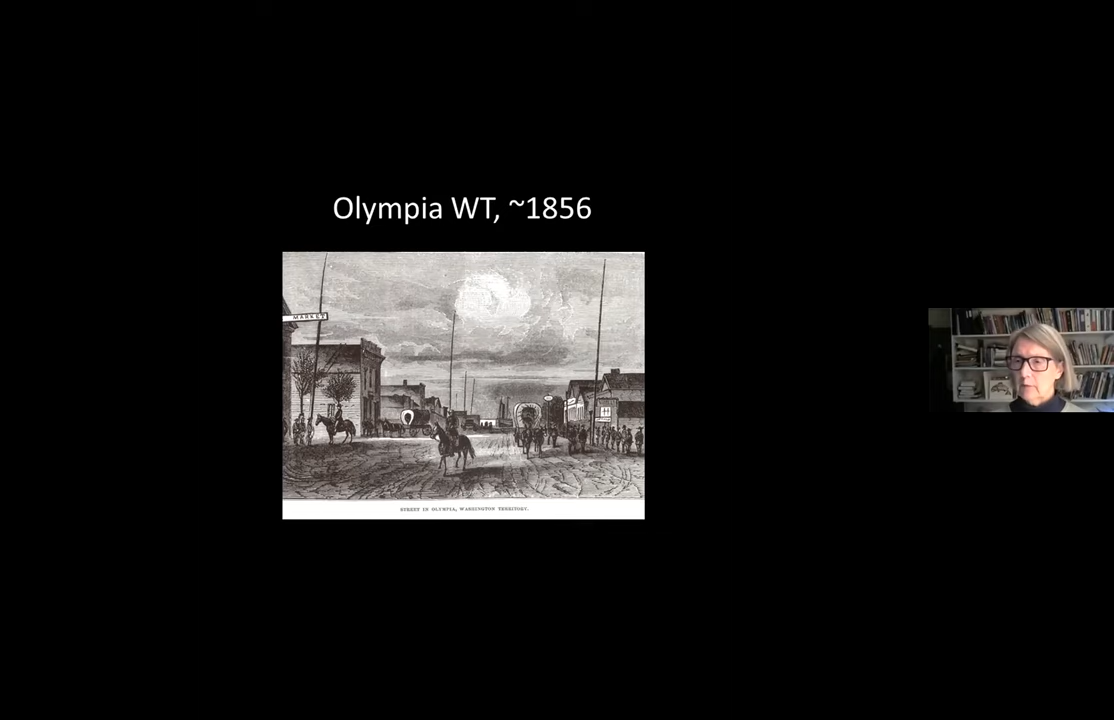 Olympia WT, ~1856
MARKET
STREET IN OLYMPIA, WASHINGTON TERRITORY.